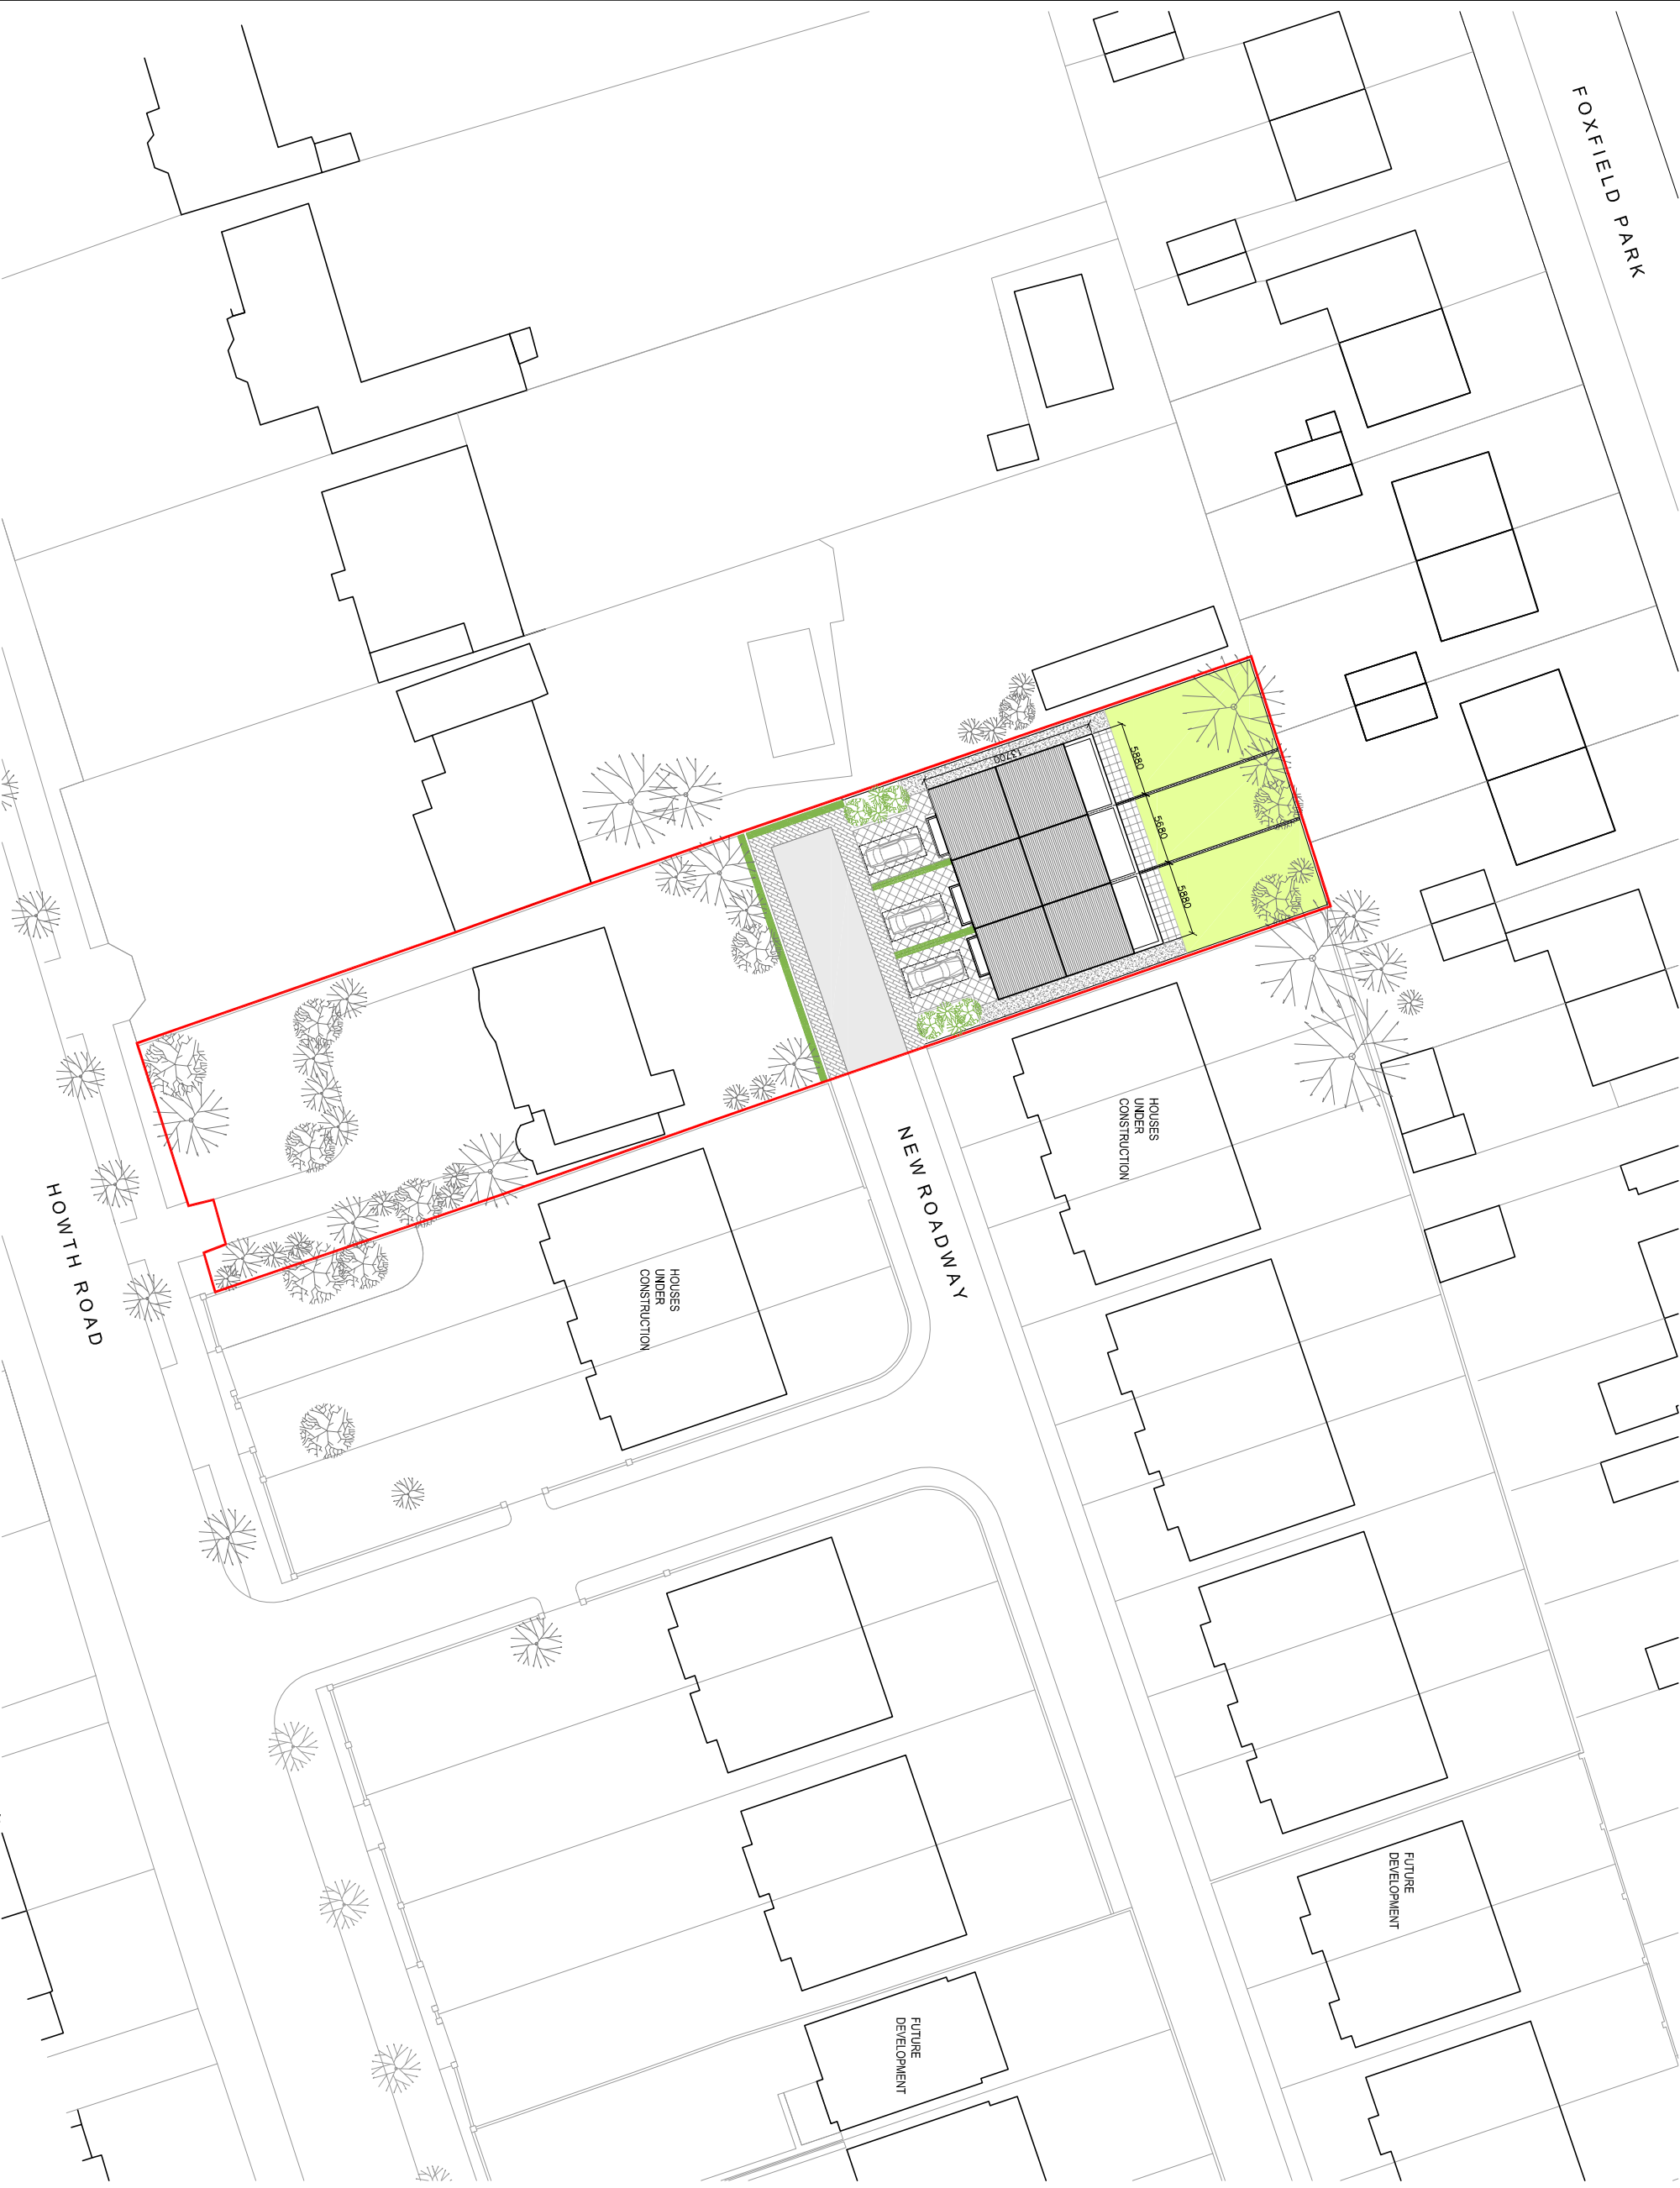 FOXFIELD PARK
13700
5880
5680
5880
HOUSES
UNDER
CONSTRUCTION
NEW ROADWAY
HOWTH ROAD
HOUSES
UNDER
CONSTRUCTION
FUTURE
DEVELOPMENT
FUTURE
DEVELOPMENT